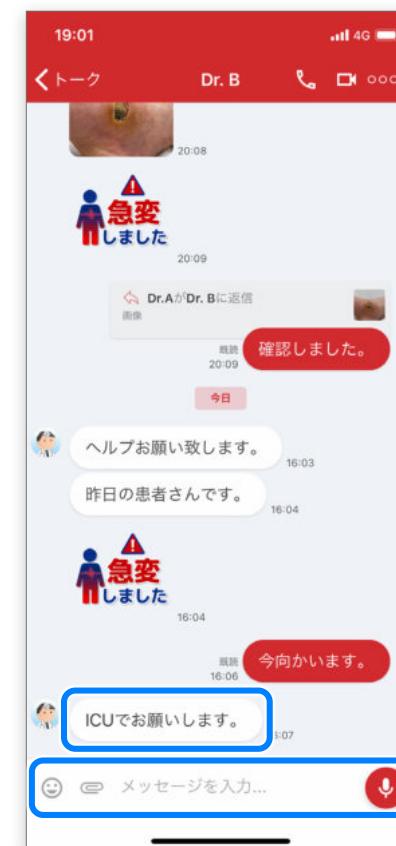 19:01
4G
トーク
Dr. B
20:08
急変
しました
20:09
Dr.AがDr. Bに返信
画像
既読
20:09
確認しました。
今日
ヘルプお願い致します。
16:03
昨日の患者さんです。
16:04
急変
しました
16:04
今向かいます。
既読
16:06
ICUでお願いします。
:07
メッセージを入力...